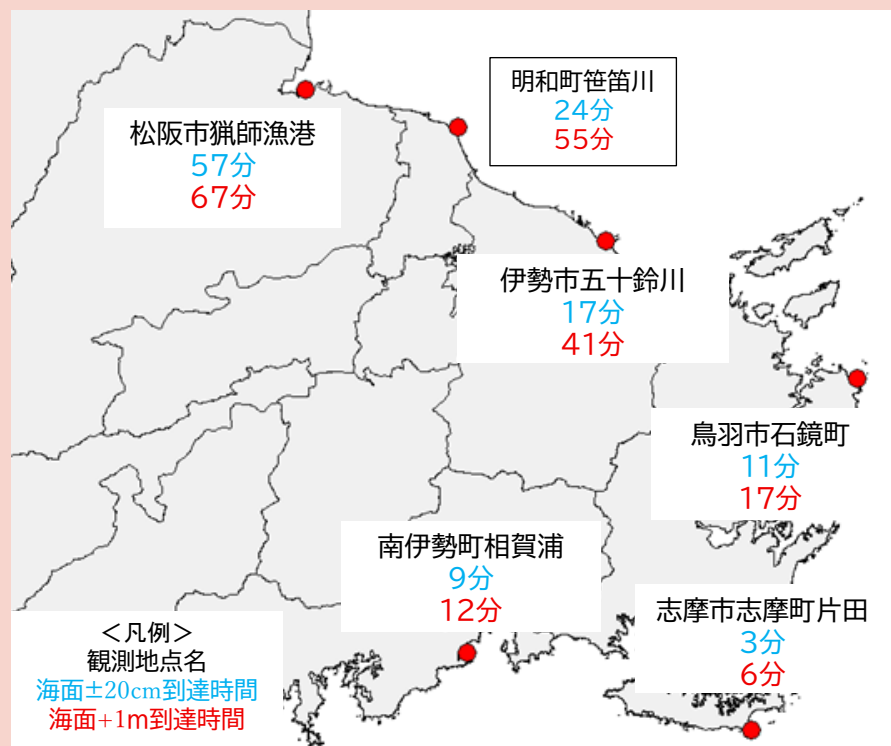 明和町笹笛川
24分
55分
松阪市猟師漁港
57分
67分
伊勢市五十鈴川
17分
41分
鳥羽市石鏡町
11分
17分
南伊勢町相賀浦
9分
12分
志摩市志摩町片田
3分
6分
＜凡例＞
観測地点名
海面±20cm到達時間
海面+1m到達時間